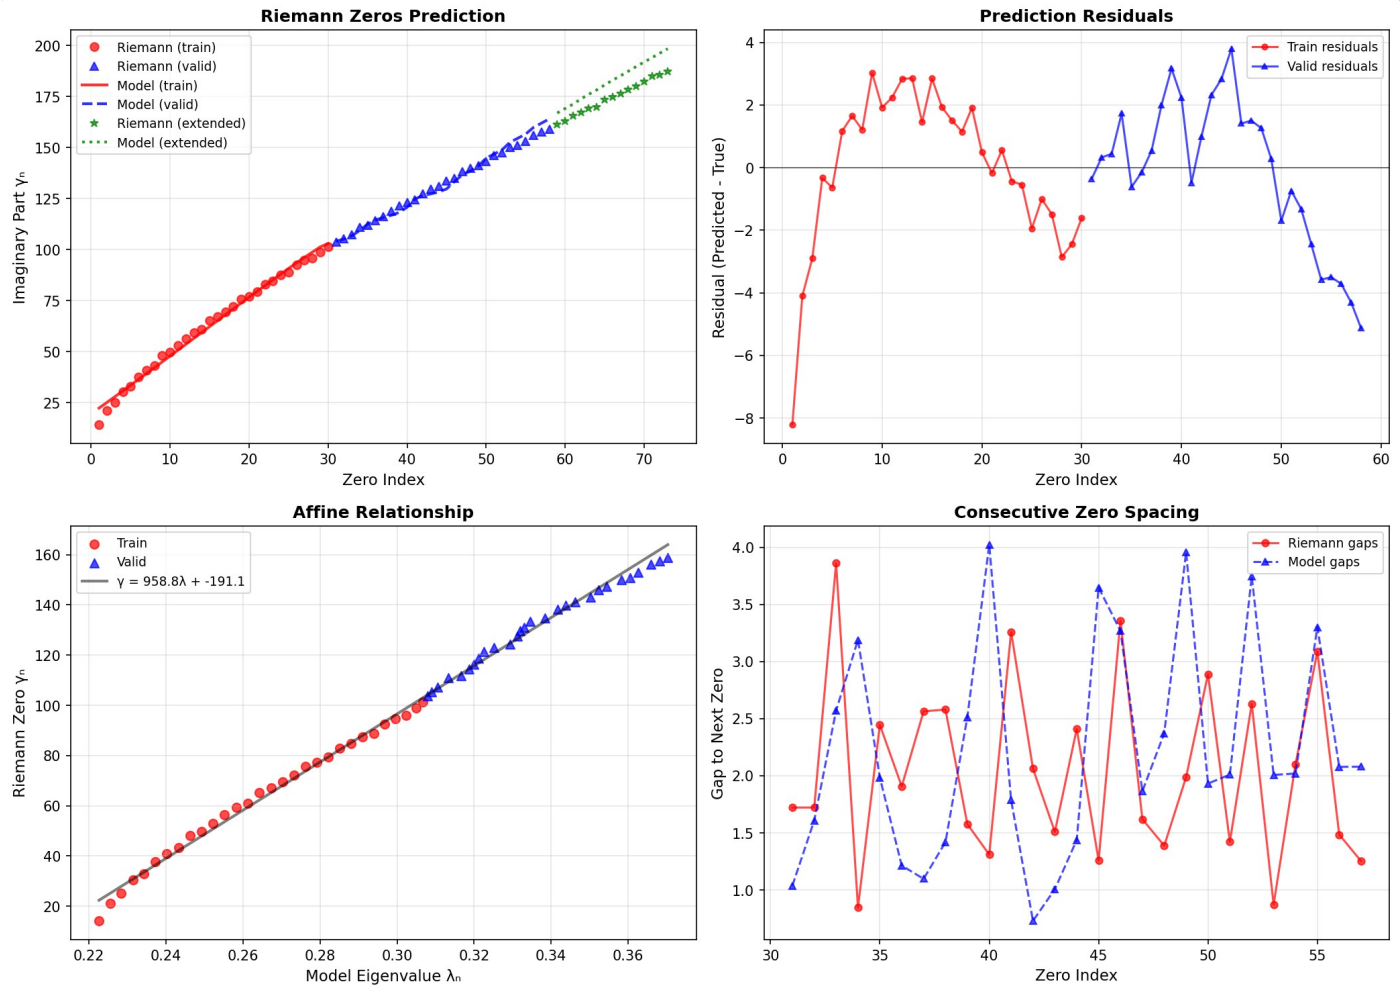 Riemann Zeros Prediction
Riemann (train)
Riemann (valid)
Model (train)
Model (valid)
Riemann (extended)
Model (extended)
Imaginary Part γₙ
200
175
150
125
100
75
50
25
0 10 20 30 40 50 60 70
Zero Index
Prediction Residuals
Train residuals
Valid residuals
Residual (Predicted - True)
4
2
0
−2
−4
−6
−8
0 10 20 30 40 50 60
Zero Index
Affine Relationship
Train
Valid
γ = 958.8λ + -191.1
Riemann Zero γₙ
160
140
120
100
80
60
40
20
0.22 0.24 0.26 0.28 0.30 0.32 0.34 0.36
Model Eigenvalue λₙ
Consecutive Zero Spacing
Riemann gaps
Model gaps
Gap to Next Zero
4.0
3.5
3.0
2.5
2.0
1.5
1.0
30 35 40 45 50 55
Zero Index